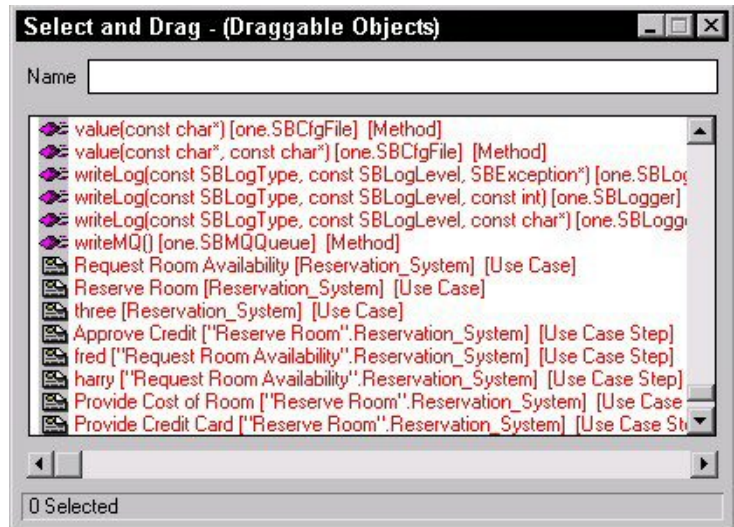 Select and Drag - (Draggable Objects)
Name
value(const char*) [one.SBCfgFile] [Method]
value(const char*, const char*) [one.SBCfgFile] [Method]
writeLog(const SBLogType, const SBLogLevel, SBException*) [one.SBLog
writeLog(const SBLogType, const SBLogLevel, const int) [one.SBLogger]
writeLog(const SBLogType, const SBLogLevel, const char*) [one.SBLogge
writeMQ() [one.SBMQQueue] [Method]
Request Room Availability [Reservation_System] [Use Case]
Reserve Room [Reservation_System] [Use Case]
three [Reservation_System] [Use Case]
Approve Credit ["Reserve Room".Reservation_System] [Use Case Step]
fred ["Request Room Availability".Reservation_System] [Use Case Step]
harry ["Request Room Availability".Reservation_System] [Use Case Step]
Provide Cost of Room ["Reserve Room".Reservation_System] [Use Case
Provide Credit Card ["Reserve Room".Reservation_System] [Use Case Ste
0 Selected